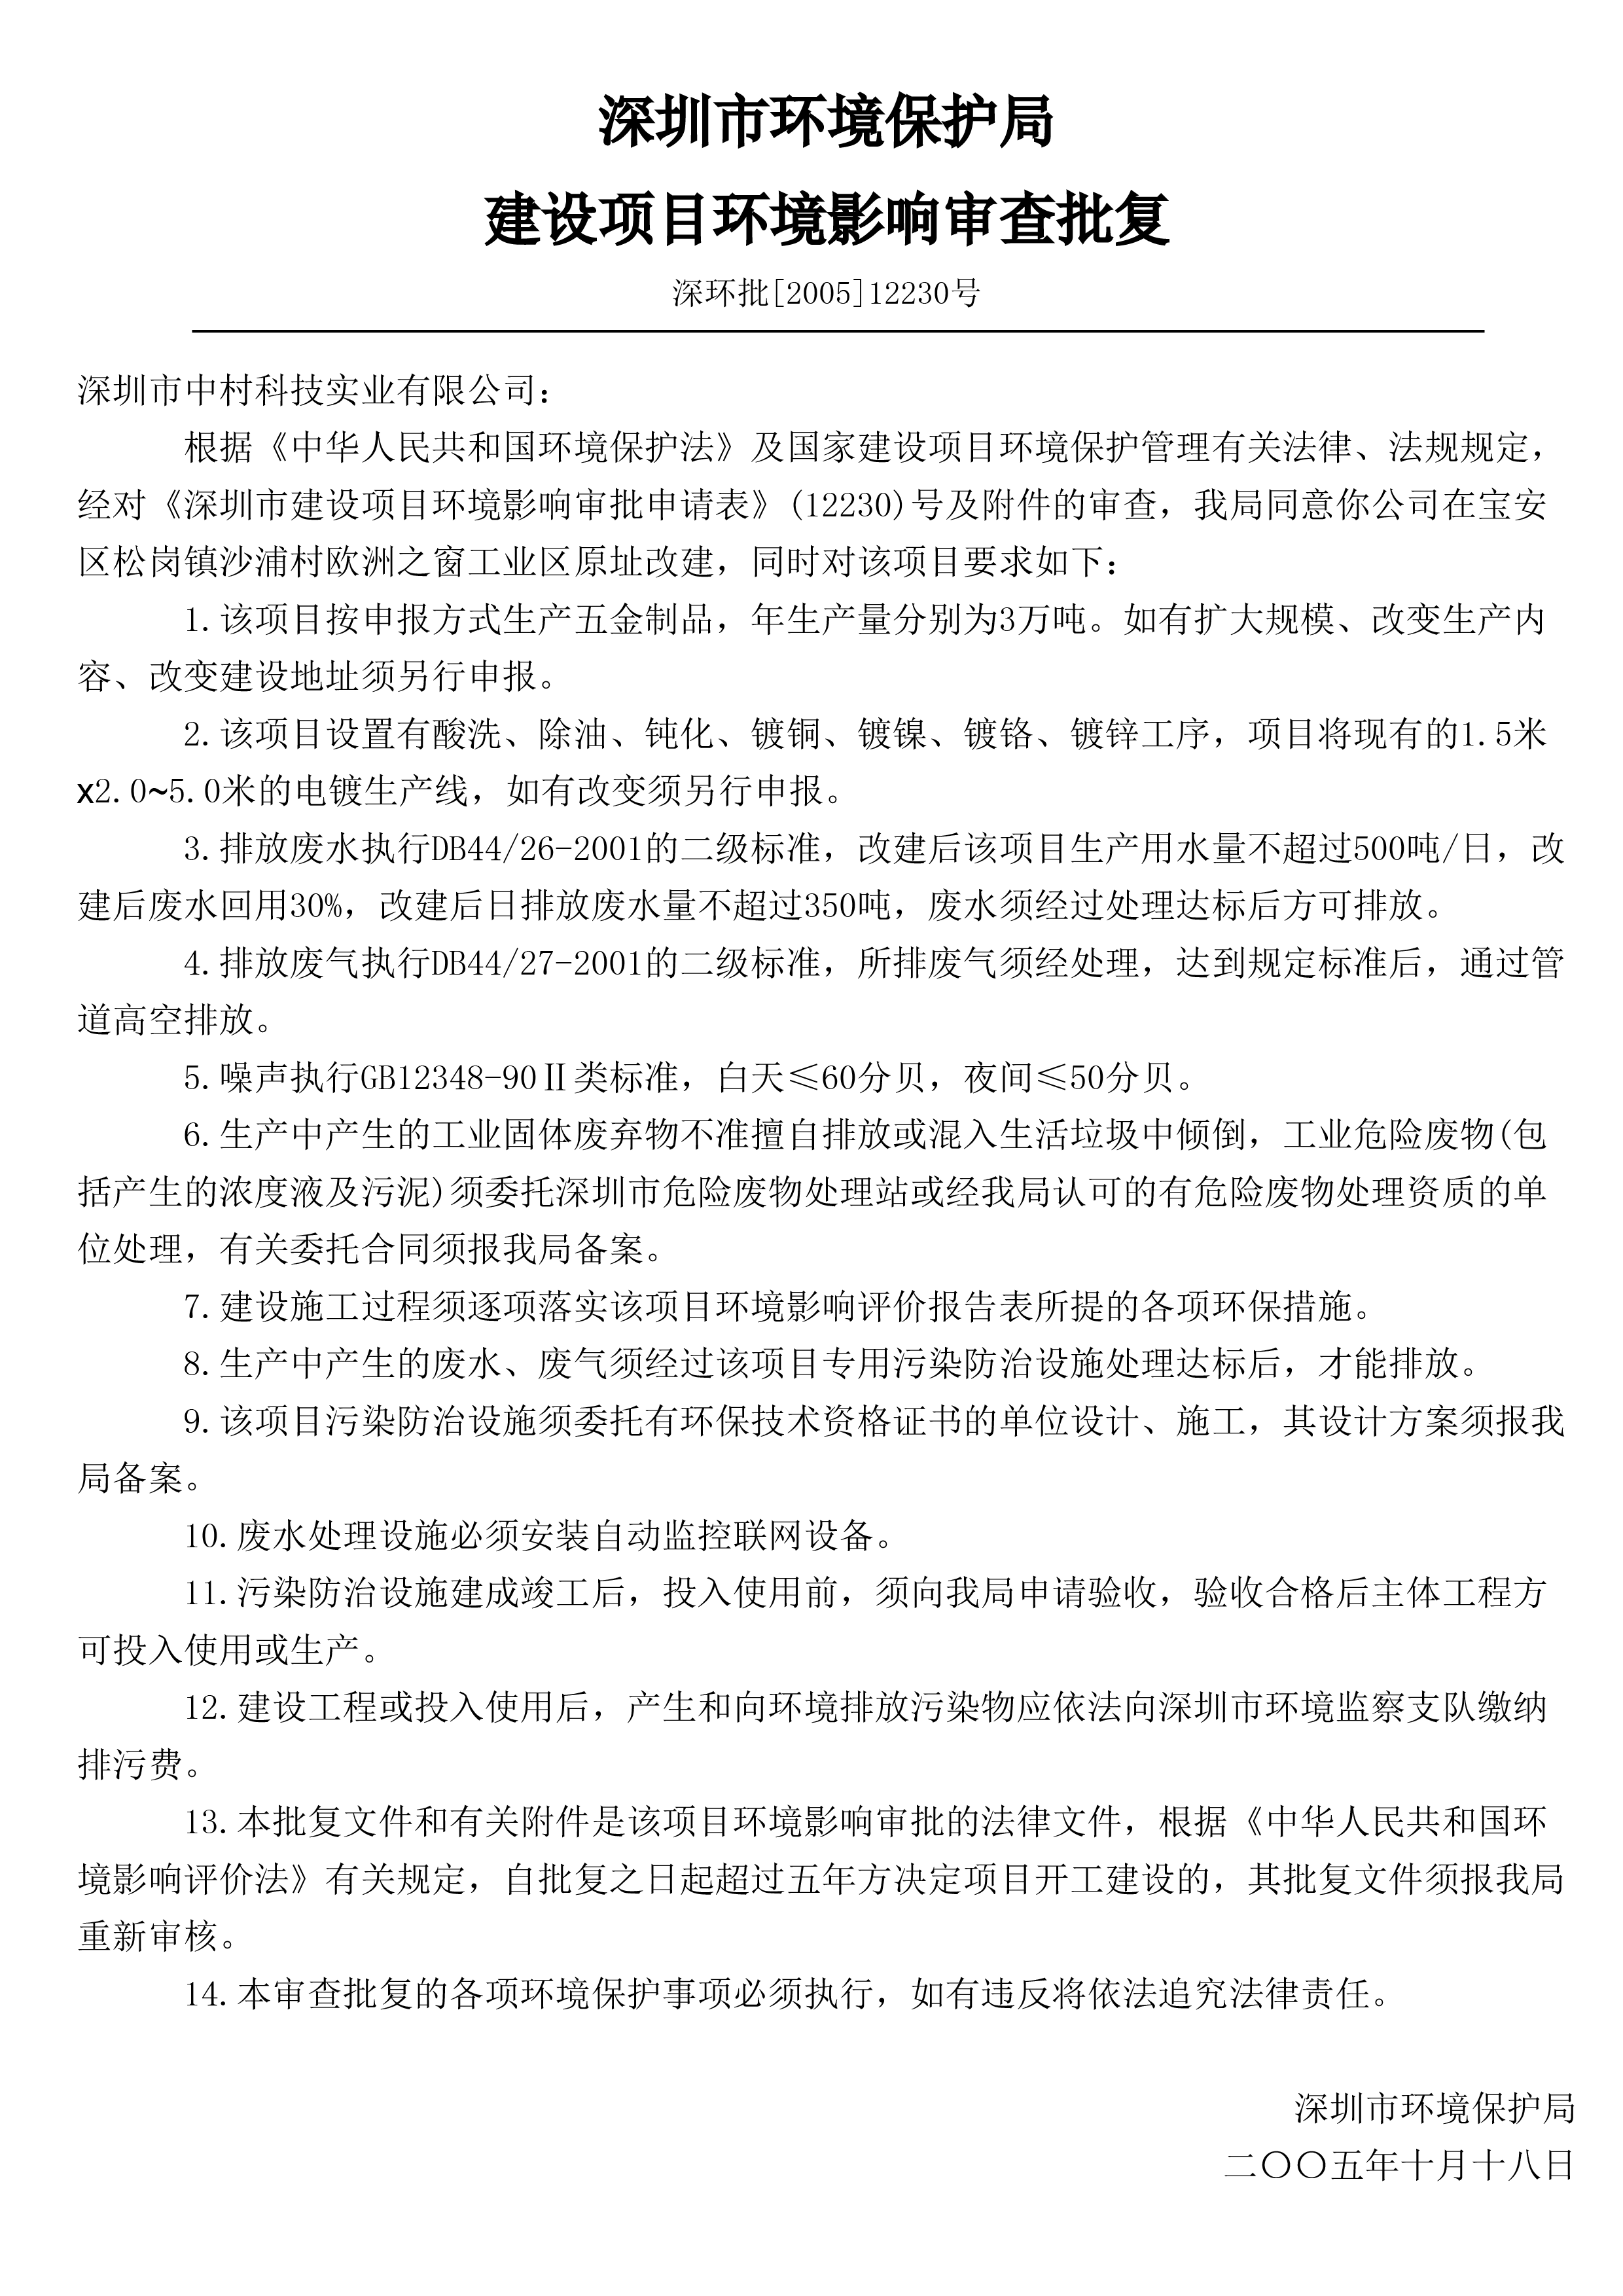 深圳市环境保护局
建设项目环境影响审查批复
深环批[2005]12230号
深圳市中村科技实业有限公司：
根据《中华人民共和国环境保护法》及国家建设项目环境保护管理有关法律、法规规定，
经对《深圳市建设项目环境影响审批申请表》(12230)号及附件的审查，我局同意你公司在宝安
区松岗镇沙浦村欧洲之窗工业区原址改建，同时对该项目要求如下：
1.该项目按申报方式生产五金制品，年生产量分别为3万吨。如有扩大规模、改变生产内
容、改变建设地址须另行申报。
2.该项目设置有酸洗、除油、钝化、镀铜、镀镍、镀铬、镀锌工序，项目将现有的1.5米
x2.0~5.0米的电镀生产线，如有改变须另行申报。
3.排放废水执行DB44/26-2001的二级标准，改建后该项目生产用水量不超过500吨/日，改
建后废水回用30%，改建后日排放废水量不超过350吨，废水须经过处理达标后方可排放。
4.排放废气执行DB44/27-2001的二级标准，所排废气须经处理，达到规定标准后，通过管
道高空排放。
5.噪声执行GB12348-90Ⅱ类标准，白天≤60分贝，夜间≤50分贝。
6.生产中产生的工业固体废弃物不准擅自排放或混入生活垃圾中倾倒，工业危险废物(包
括产生的浓度液及污泥)须委托深圳市危险废物处理站或经我局认可的有危险废物处理资质的单
位处理，有关委托合同须报我局备案。
7.建设施工过程须逐项落实该项目环境影响评价报告表所提的各项环保措施。
8.生产中产生的废水、废气须经过该项目专用污染防治设施处理达标后，才能排放。
9.该项目污染防治设施须委托有环保技术资格证书的单位设计、施工，其设计方案须报我
局备案。
10.废水处理设施必须安装自动监控联网设备。
11.污染防治设施建成竣工后，投入使用前，须向我局申请验收，验收合格后主体工程方
可投入使用或生产。
12.建设工程或投入使用后，产生和向环境排放污染物应依法向深圳市环境监察支队缴纳
排污费。
13.本批复文件和有关附件是该项目环境影响审批的法律文件，根据《中华人民共和国环
境影响评价法》有关规定，自批复之日起超过五年方决定项目开工建设的，其批复文件须报我局
重新审核。
14.本审查批复的各项环境保护事项必须执行，如有违反将依法追究法律责任。
深圳市环境保护局
二〇〇五年十月十八日